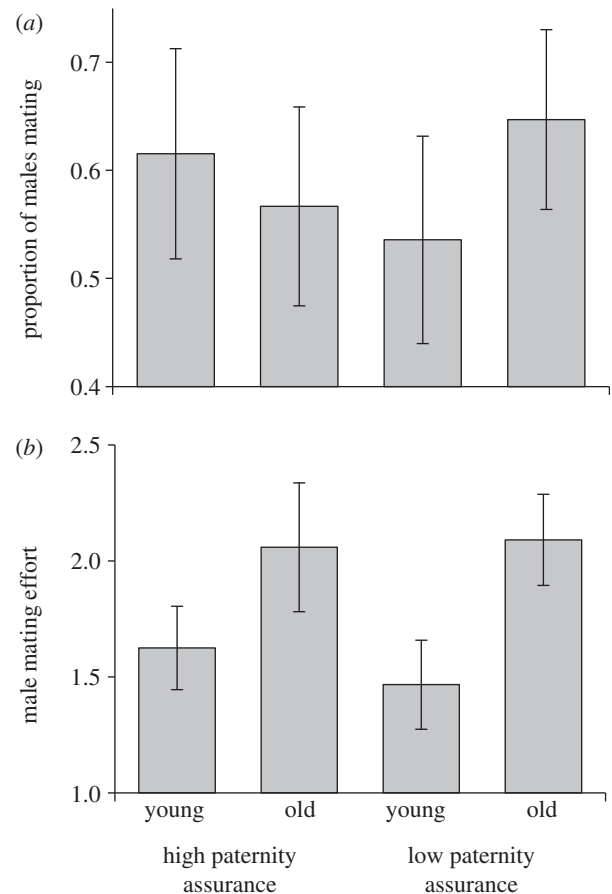 (a)
proportion of males mating
0.7
0.6
0.5
0.4
(b)
male mating effort
2.5
2.0
1.5
1.0
young old young old
high paternity low paternity
assurance assurance